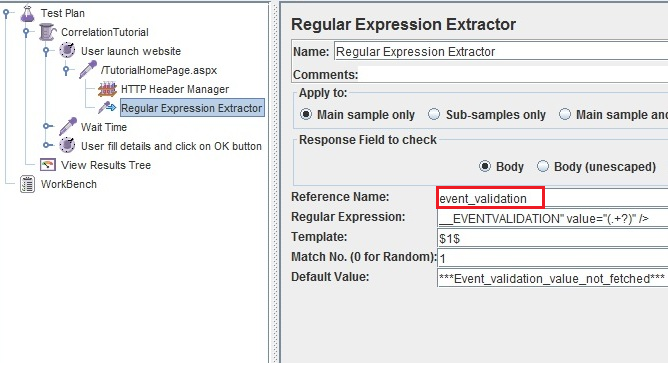 Test Plan
CorrelationTutorial
User launch website
/TutorialHomePage.aspx
HTTP Header Manager
Regular Expression Extractor
Wait Time
User fill details and click on OK button
View Results Tree
WorkBench
Regular Expression Extractor
Name: Regular Expression Extractor
Comments:
Apply to:
Main sample only Sub-samples only Main sample and
Response Field to check
Body Body (unescaped)
Reference Name: event_validation
Regular Expression: __EVENTVALIDATION" value="(.+?)" />
Template: $1$
Match No. (0 for Random): 1
Default Value: ***Event_validation_value_not_fetched***